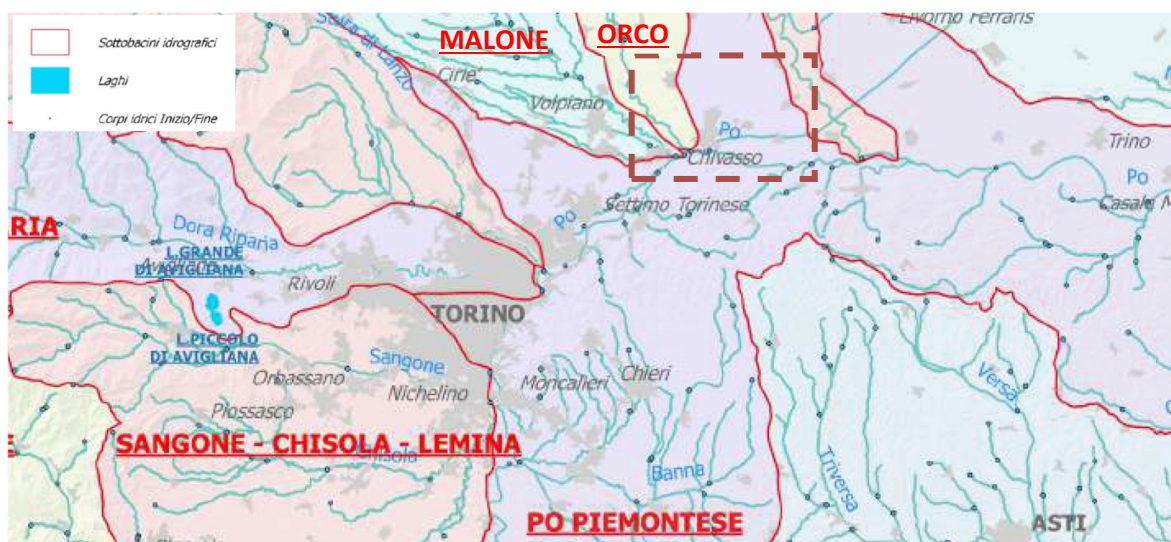 Sottobacini idrografici
Laghi
Corpi idrici Inizio/Fine
Stura di Lanzo
MALONE
ORCO
Livorno Ferraris
Cirie'
Volpiano
Po
Chivasso
Trino
Po
Casale M
Settimo Torinese
Po
RIA
Dora Riparia
L.GRANDE
DI AVIGLIANA
Avigliana
Rivoli
TORINO
L.PICCOLO
DI AVIGLIANA
Sangone
Orbassano
Nichelino
Moncalieri
Chieri
Piossasco
Versa
SANGONE - CHISOLA - LEMINA
E
Chisola
Banna
Triversa
PO PIEMONTESE
ASTI